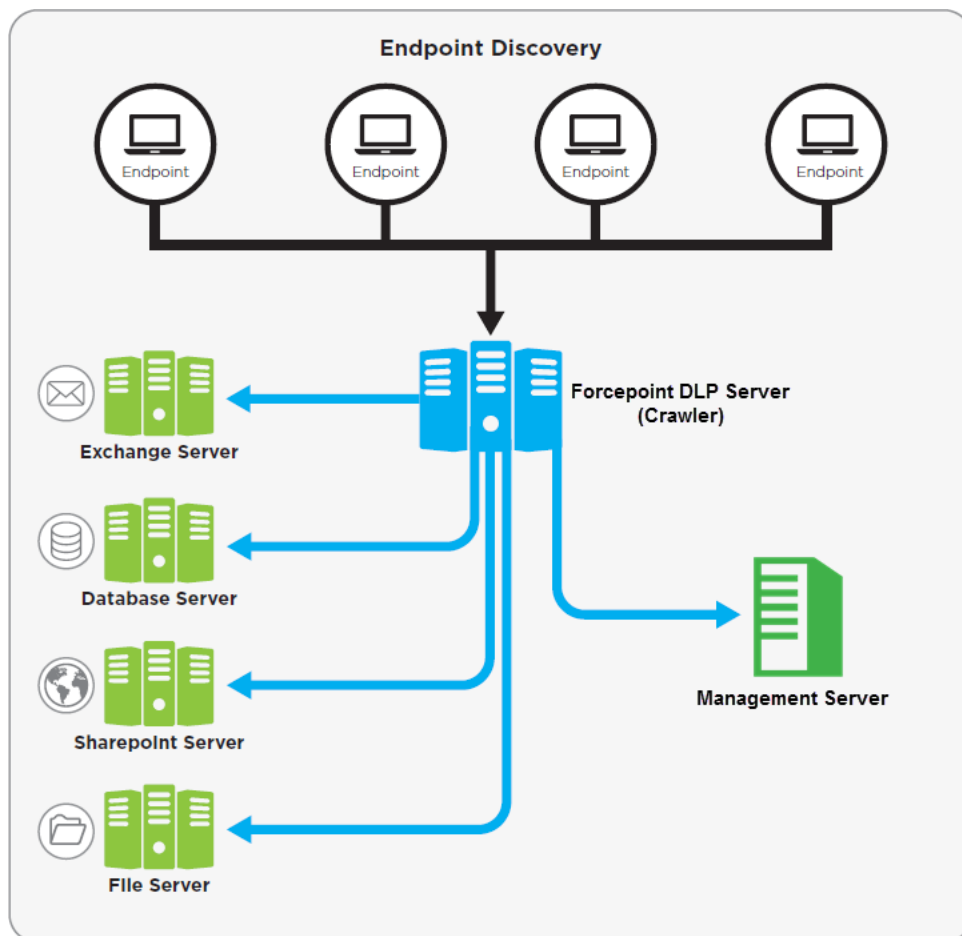 Endpoint Discovery
Endpoint
Endpoint
Endpoint
Endpoint
Forcepoint DLP Server
(Crawler)
Exchange Server
Database Server
Management Server
SharepoInt Server
FIle Server